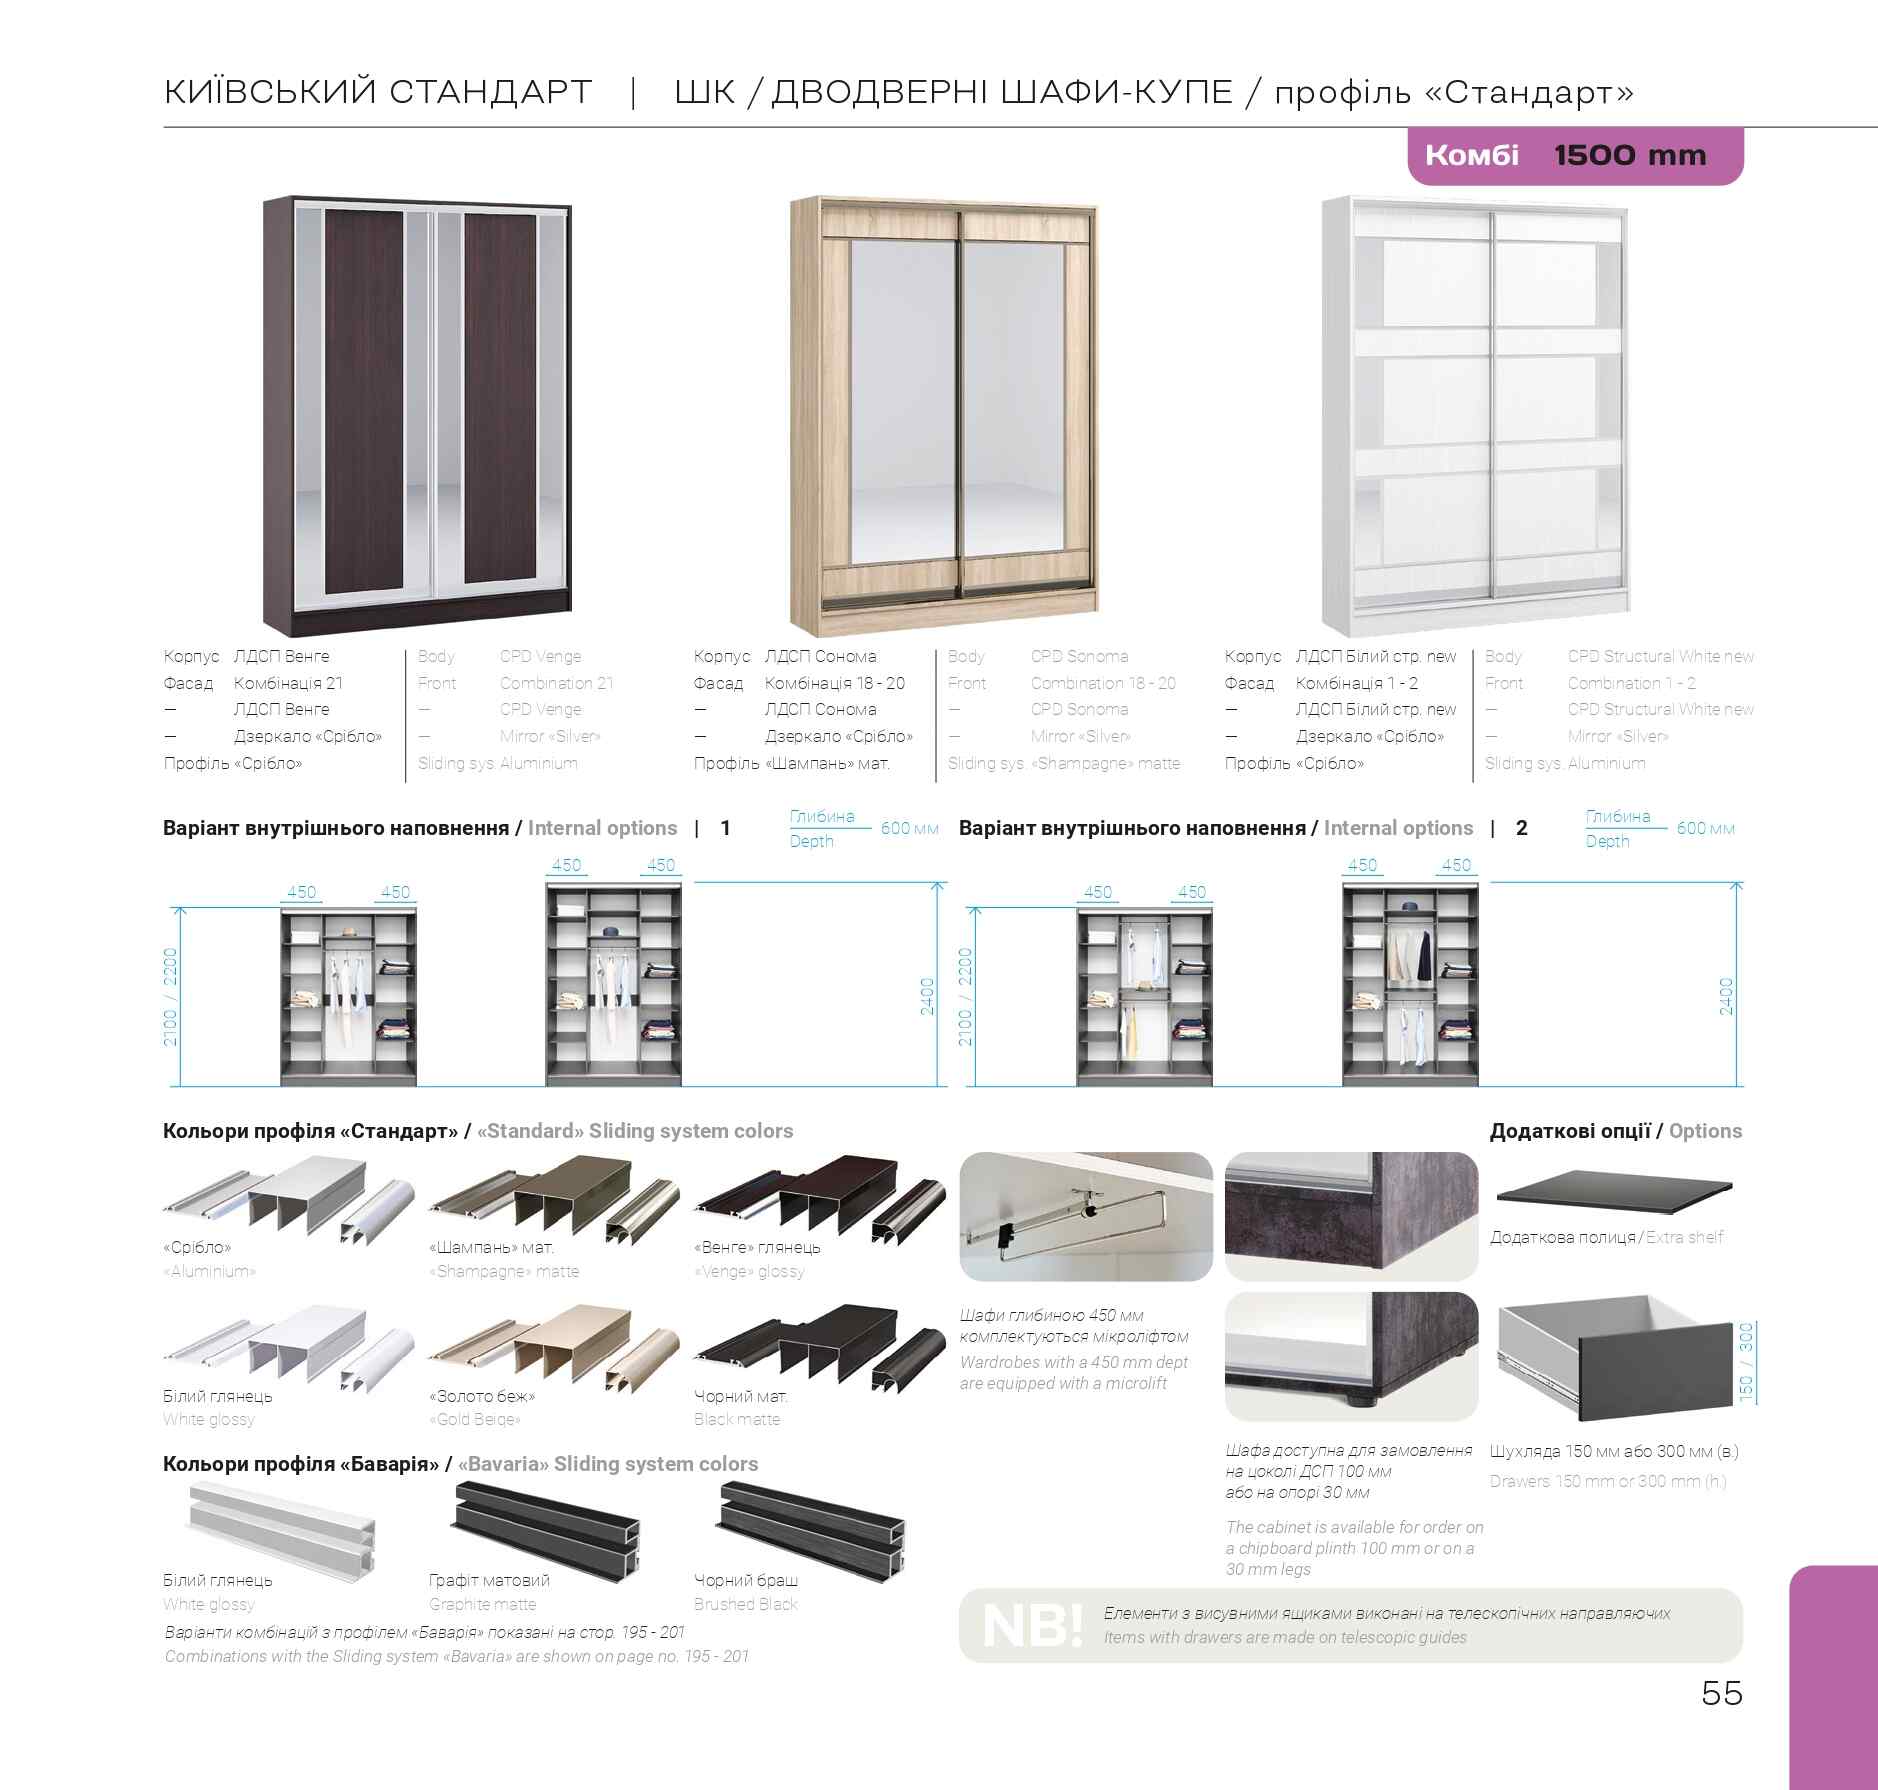 КИЇВСЬКИЙ СТАНДАРТ | ШК / ДВОДВЕРНІ ШАФИ-КУПЕ / профіль «Стандарт»
Комбі 1500 mm
Корпус ЛДСП Венге
Фасад Комбінація 21
— ЛДСП Венге
— Дзеркало «Срібло»
Профіль «Срібло»
Body CPD Venge
Front Combination 21
— CPD Venge
— Mirror «Silver»
Sliding sys. Aluminium
Корпус ЛДСП Сонома
Фасад Комбінація 18 - 20
— ЛДСП Сонома
— Дзеркало «Срібло»
Профіль «Шампань» мат.
Body CPD Sonoma
Front Combination 18 - 20
— CPD Sonoma
— Mirror «Silver»
Sliding sys. «Shampagne» matte
Корпус ЛДСП Білий стр. new
Фасад Комбінація 1 - 2
— ЛДСП Білий стр. new
— Дзеркало «Срібло»
Профіль «Срібло»
Body CPD Structural White new
Front Combination 1 - 2
— CPD Structural White new
— Mirror «Silver»
Sliding sys. Aluminium
Варіант внутрішнього наповнення / Internal options | 1
Глибина
Depth
600 мм
450 450
450 450
2100 / 2200
2400
Варіант внутрішнього наповнення / Internal options | 2
Глибина
Depth
600 мм
450 450
450 450
2100 / 2200
2400
Кольори профіля «Стандарт» / «Standard» Sliding system colors
«Срібло»
«Aluminium»
«Шампань» мат.
«Shampagne» matte
«Венге» глянець
«Venge» glossy
Білий глянець
White glossy
«Золото беж»
«Gold Beige»
Чорний мат.
Black matte
Кольори профіля «Баварія» / «Bavaria» Sliding system colors
Білий глянець
White glossy
Графіт матовий
Graphite matte
Чорний браш
Brushed Black
Варіанти комбінацій з профілем «Баварія» показані на стор. 195 - 201
Combinations with the Sliding system «Bavaria» are shown on page no. 195 - 201
Шафи глибиною 450 мм
комплектуються мікроліфтом
Wardrobes with a 450 mm dept
are equipped with a microlift
Шафа доступна для замовлення
на цоколі ДСП 100 мм
або на опорі 30 мм
The cabinet is available for order on
a chipboard plinth 100 mm or on a
30 mm legs
Додаткові опції / Options
Додаткова полиця / Extra shelf
150 / 300
Шухляда 150 мм або 300 мм (в.)
Drawers 150 mm or 300 mm (h.)
NB!
Елементи з висувними ящиками виконані на телескопічних направляючих
Items with drawers are made on telescopic guides
55